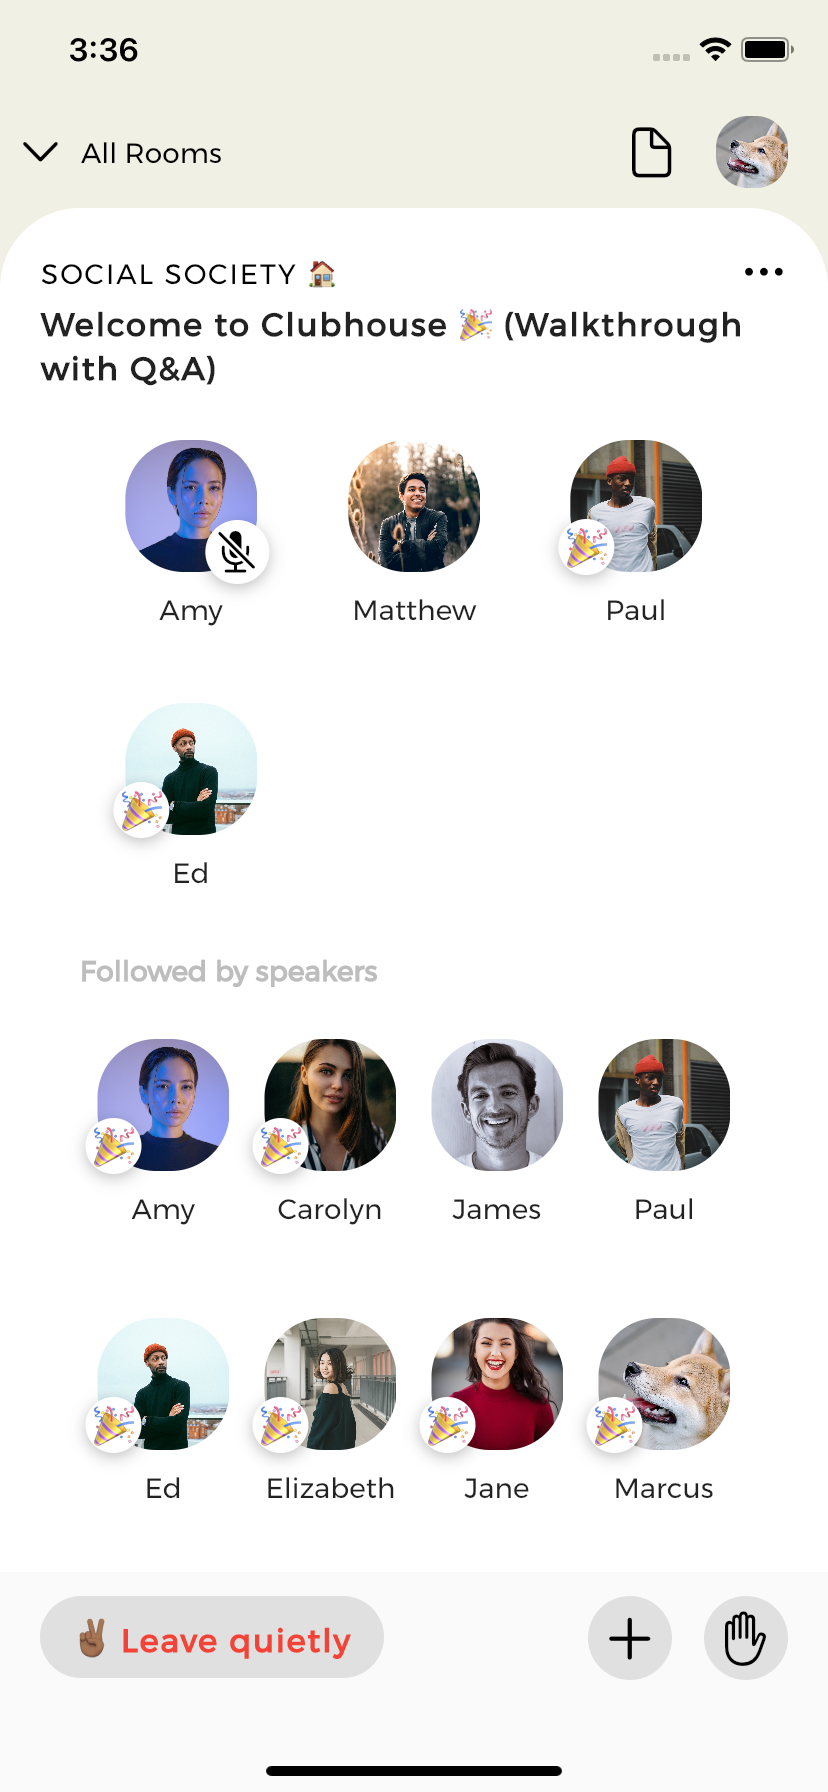 3:36
All Rooms
SOCIAL SOCIETY 🏠
Welcome to Clubhouse 🎉 (Walkthrough
with Q&A)
Amy Matthew Paul
Ed
Followed by speakers
Amy Carolyn James Paul
Ed Elizabeth Jane Marcus
✌🏾 Leave quietly